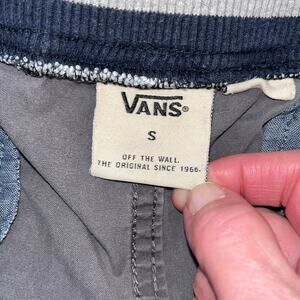 VANS®
S
OFF THE WALL.
THE ORIGINAL SINCE 1966.